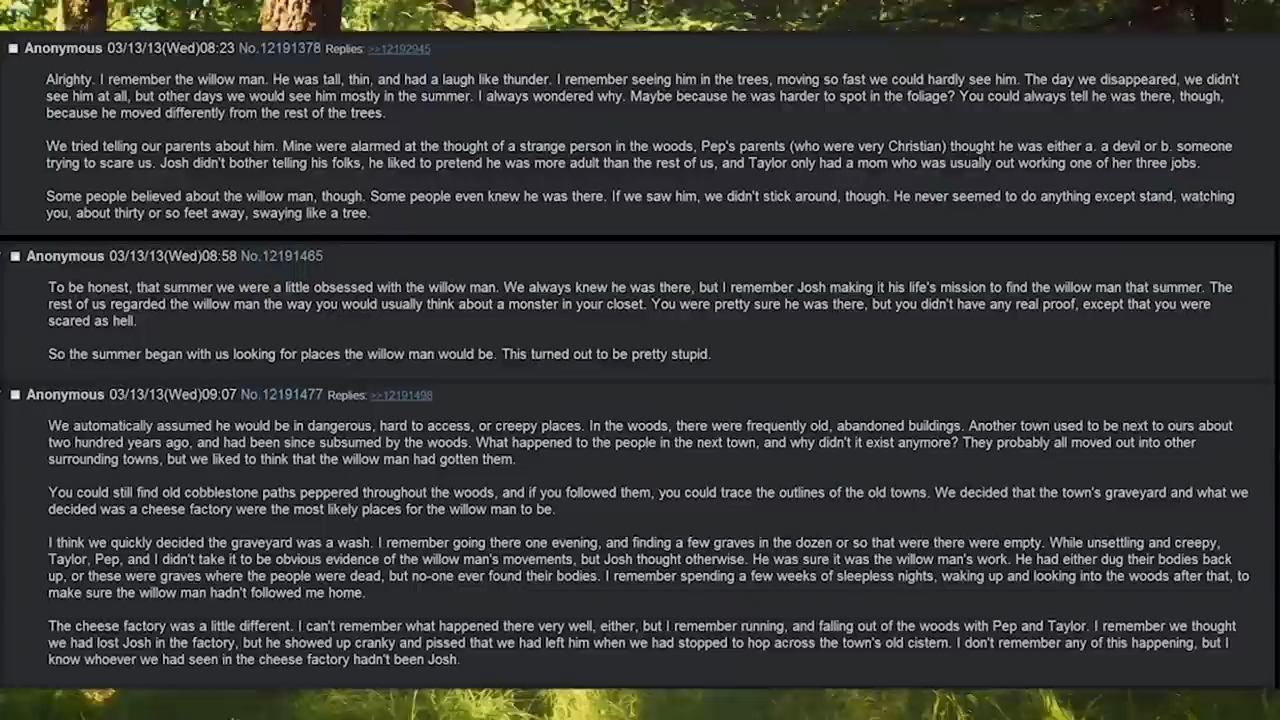 Anonymous 03/13/13(Wed)08:23 No.12191378 Replies: >>12192945
Alrighty. I remember the willow man. He was tall, thin, and had a laugh like thunder. I remember seeing him in the trees, moving so fast we could hardly see him. The day we disappeared, we didn't
see him at all, but other days we would see him mostly in the summer. I always wondered why. Maybe because he was harder to spot in the foliage? You could always tell he was there, though,
because he moved differently from the rest of the trees.
We tried telling our parents about him. Mine were alarmed at the thought of a strange person in the woods, Pep's parents (who were very Christian) thought he was either a. a devil or b. someone
trying to scare us. Josh didn't bother telling his folks, he liked to pretend he was more adult than the rest of us, and Taylor only had a mom who was usually out working one of her three jobs.
Some people believed about the willow man, though. Some people even knew he was there. If we saw him, we didn't stick around, though. He never seemed to do anything except stand, watching
you, about thirty or so feet away, swaying like a tree.
Anonymous 03/13/13(Wed)08:58 No.12191465
To be honest, that summer we were a little obsessed with the willow man. We always knew he was there, but I remember Josh making it his life's mission to find the willow man that summer. The
rest of us regarded the willow man the way you would usually think about a monster in your closet. You were pretty sure he was there, but you didn't have any real proof, except that you were
scared as hell.
So the summer began with us looking for places the willow man would be. This turned out to be pretty stupid.
Anonymous 03/13/13(Wed)09:07 No.12191477 Replies: >>12191498
We automatically assumed he would be in dangerous, hard to access, or creepy places. In the woods, there were frequently old, abandoned buildings. Another town used to be next to ours about
two hundred years ago, and had been since subsumed by the woods. What happened to the people in the next town, and why didn't it exist anymore? They probably all moved out into other
surrounding towns, but we liked to think that the willow man had gotten them.
You could still find old cobblestone paths peppered throughout the woods, and if you followed them, you could trace the outlines of the old towns. We decided that the town's graveyard and what we
decided was a cheese factory were the most likely places for the willow man to be.
I think we quickly decided the graveyard was a wash. I remember going there one evening, and finding a few graves in the dozen or so that were there were empty. While unsettling and creepy,
Taylor, Pep, and I didn't take it to be obvious evidence of the willow man's movements, but Josh thought otherwise. He was sure it was the willow man's work. He had either dug their bodies back
up, or these were graves where the people were dead, but no-one ever found their bodies. I remember spending a few weeks of sleepless nights, waking up and looking into the woods after that, to
make sure the willow man hadn't followed me home.
The cheese factory was a little different. I can't remember what happened there very well, either, but I remember running, and falling out of the woods with Pep and Taylor. I remember we thought
we had lost Josh in the factory, but he showed up cranky and pissed that we had left him when we had stopped to hop across the town's old cistern. I don't remember any of this happening, but I
know whoever we had seen in the cheese factory hadn't been Josh.